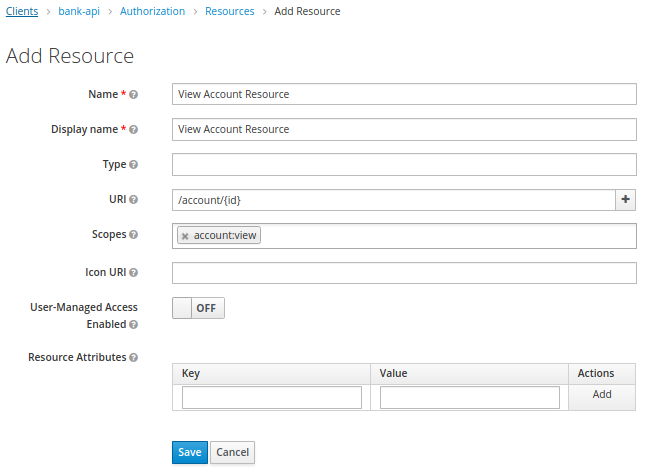 Clients > bank-api > Authorization > Resources > Add Resource
Add Resource
Name * View Account Resource
Display name * View Account Resource
Type
URI /account/{id} +
Scopes × account:view
Icon URI
User-Managed Access
Enabled OFF
Resource Attributes
Key Value Actions
Add
Save Cancel